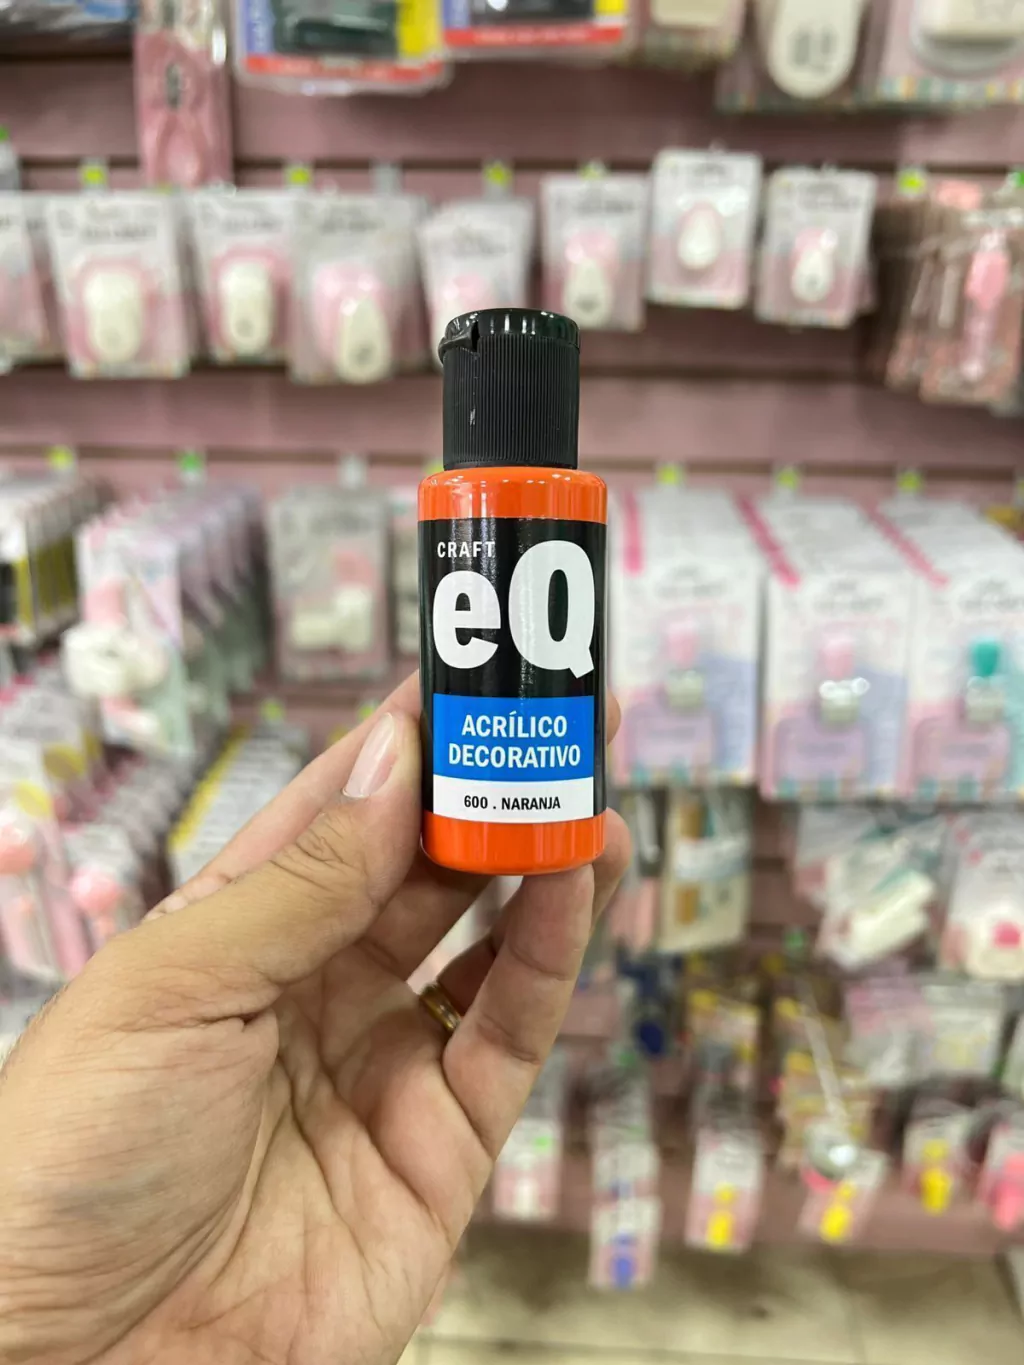 CRAFT
eQ
ACRÍLICO
DECORATIVO
600 . NARANJA